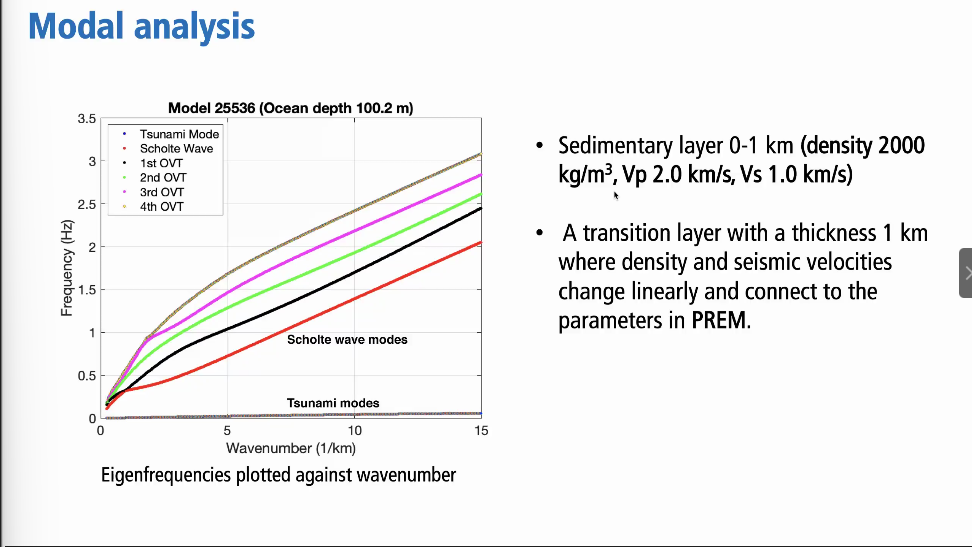 Modal analysis
Model 25536 (Ocean depth 100.2 m)
3.5
3
2.5
2
1.5
1
0.5
0
Frequency (Hz)
Tsunami Mode
Scholte Wave
1st OVT
2nd OVT
3rd OVT
4th OVT
Scholte wave modes
Tsunami modes
0
5
10
15
Wavenumber (1/km)
Eigenfrequencies plotted against wavenumber
• Sedimentary layer 0-1 km (density 2000
kg/m³, Vp 2.0 km/s, Vs 1.0 km/s)
• A transition layer with a thickness 1 km
where density and seismic velocities
change linearly and connect to the
parameters in PREM.